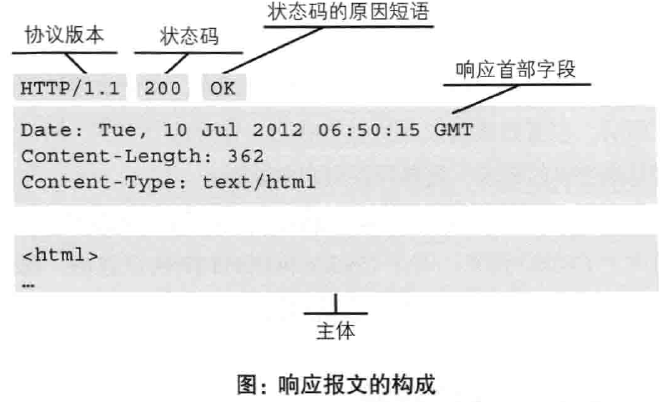 状态码的原因短语
协议版本 状态码
响应首部字段
HTTP/1.1 200 OK
Date: Tue, 10 Jul 2012 06:50:15 GMT
Content-Length: 362
Content-Type: text/html
<html>
…
主体
图：响应报文的构成